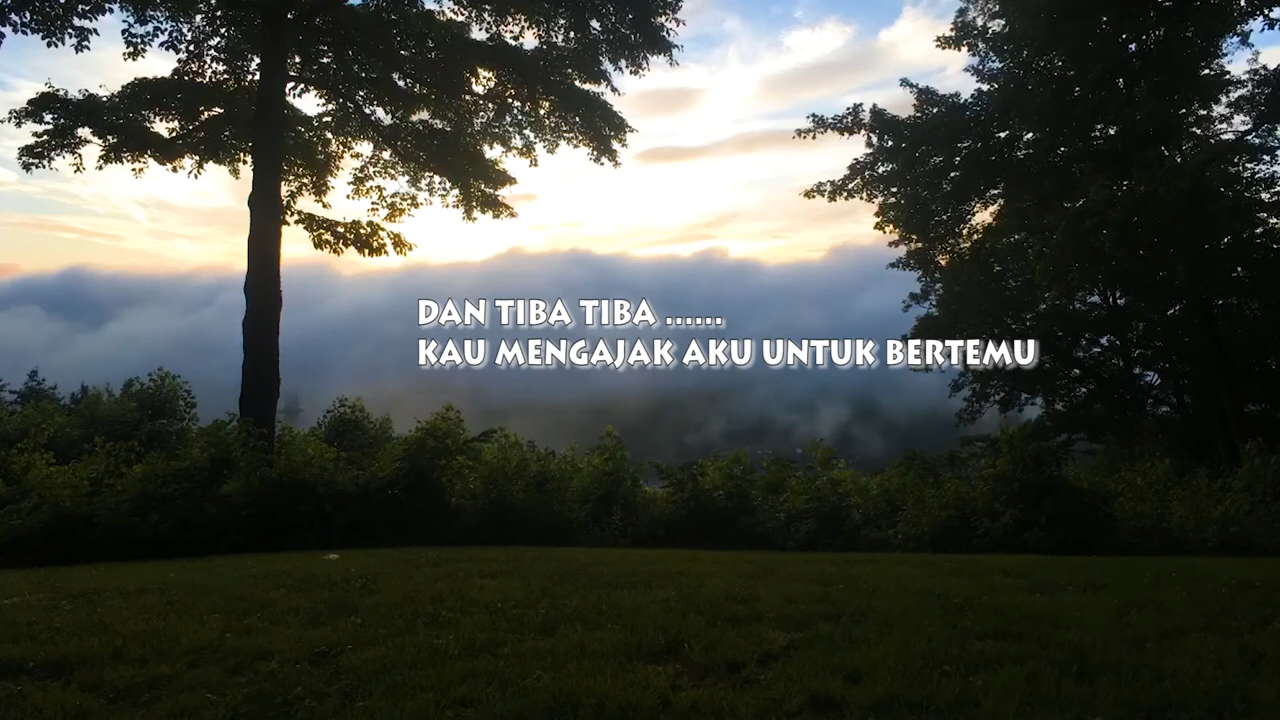 DAN TIBA TIBA ......
KAU MENGAJAK AKU UNTUK BERTEMU